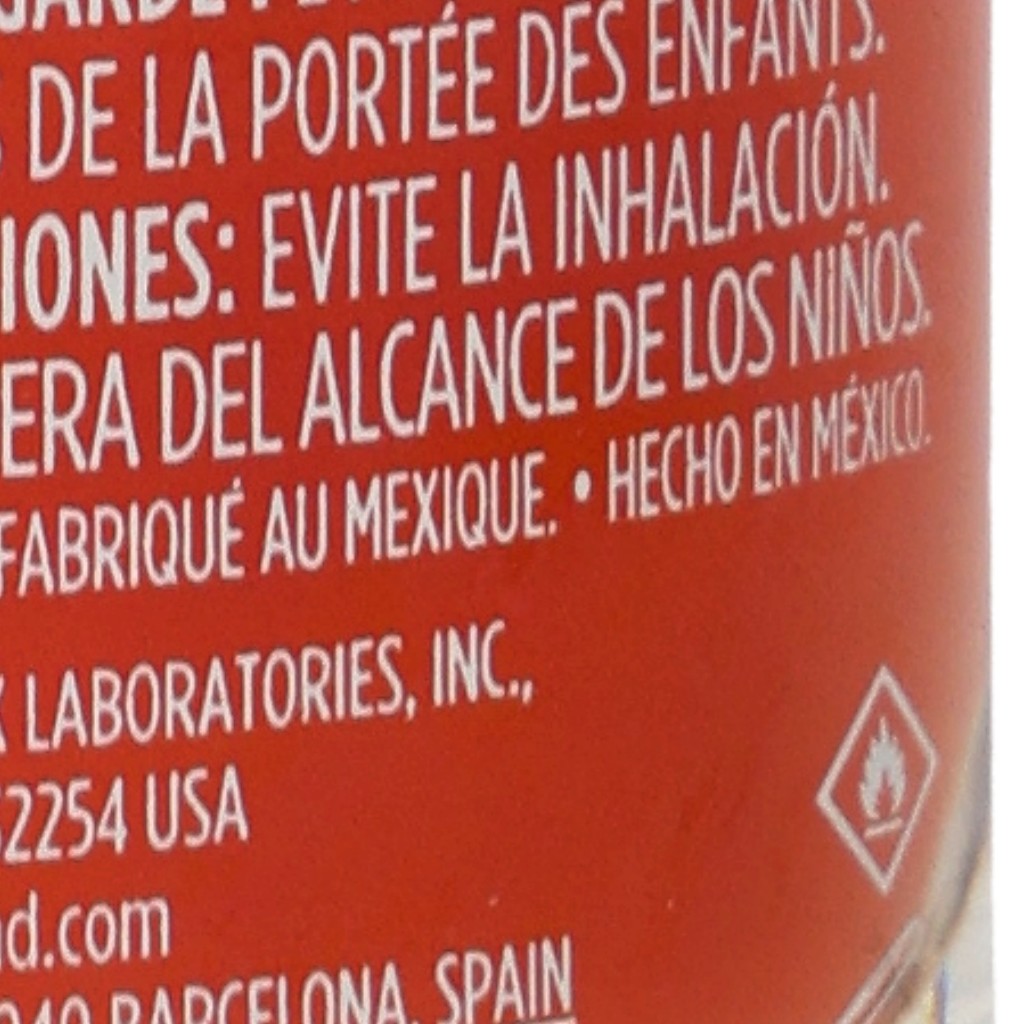 DE LA PORTÉE DES ENFANTS.
IONES: EVITE LA INHALACIÓN.
ERA DEL ALCANCE DE LOS NIÑOS.
FABRIQUÉ AU MEXIQUE. • HECHO EN MÉXICO.
LABORATORIES, INC.,
2254 USA
d.com
040 BARCELONA, SPAIN